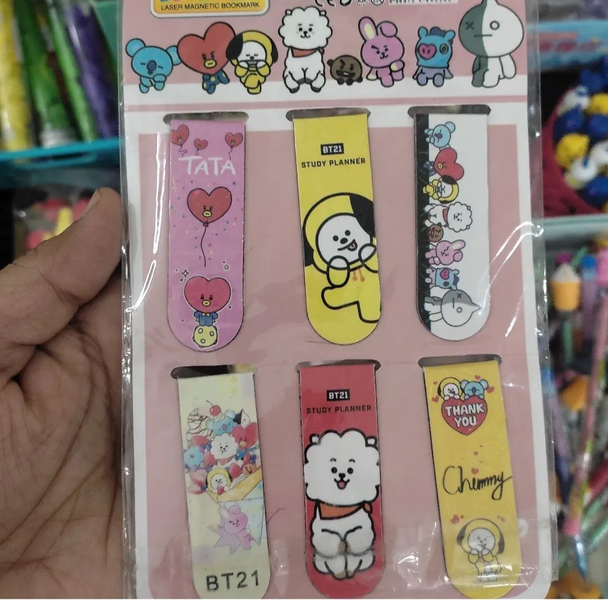 LASER MAGNETIC BOOKMARK
TATA
BT21
STUDY PLANNER
BT21
BT21
STUDY PLANNER
THANK
YOU
Chimmy